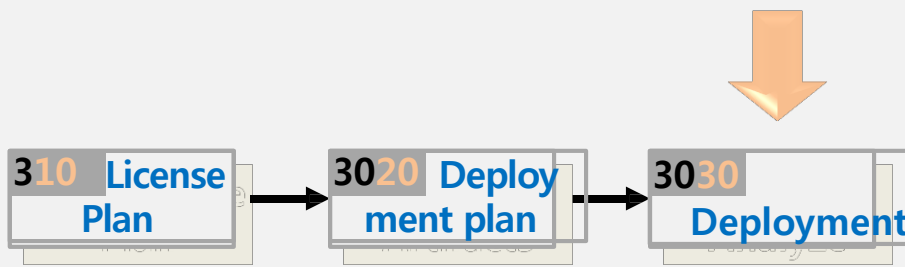 310 License
Plan
3020 Deploy
ment plan
3030
Deployment